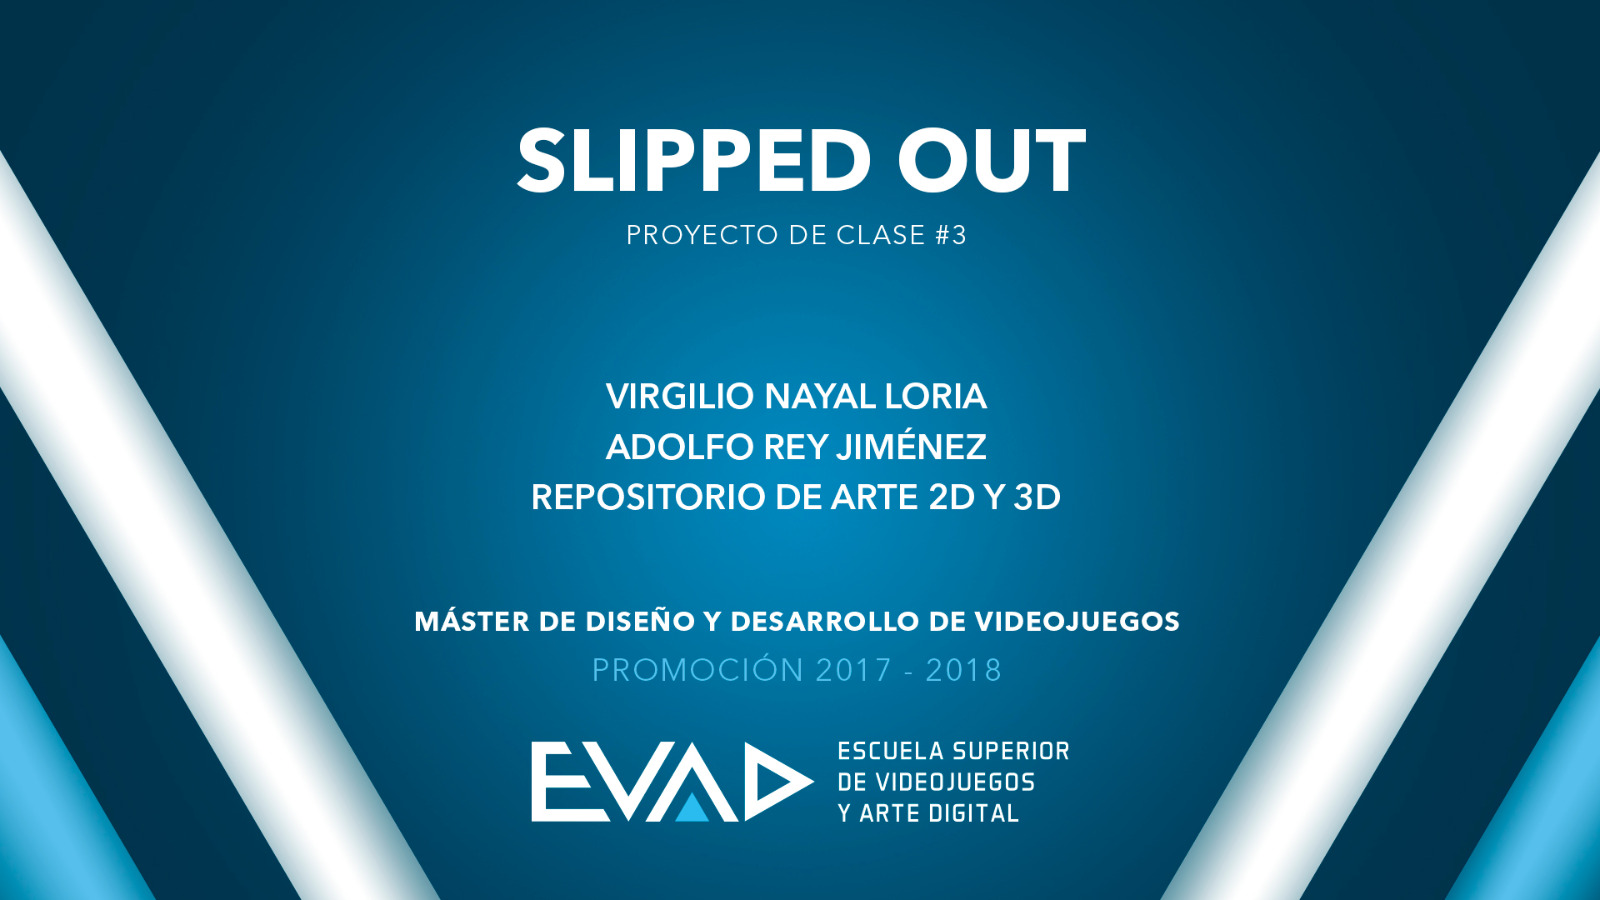 SLIPPED OUT
PROYECTO DE CLASE #3
VIRGILIO NAYAL LORIA
ADOLFO REY JIMÉNEZ
REPOSITORIO DE ARTE 2D Y 3D
MÁSTER DE DISEÑO Y DESARROLLO DE VIDEOJUEGOS
PROMOCIÓN 2017 - 2018
EVAD
ESCUELA SUPERIOR
DE VIDEOJUEGOS
Y ARTE DIGITAL